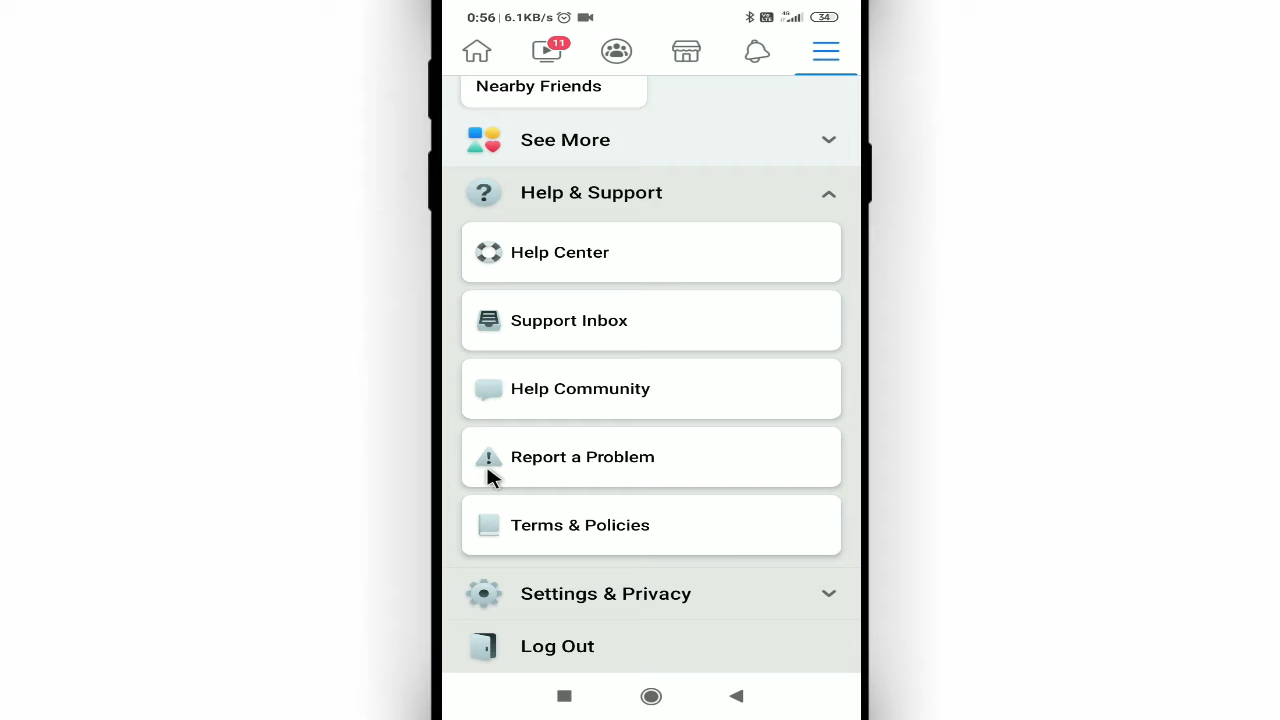 0:56 6.1KB/s 34
11
Nearby Friends
See More
Help & Support
Help Center
Support Inbox
Help Community
Report a Problem
Terms & Policies
Settings & Privacy
Log Out